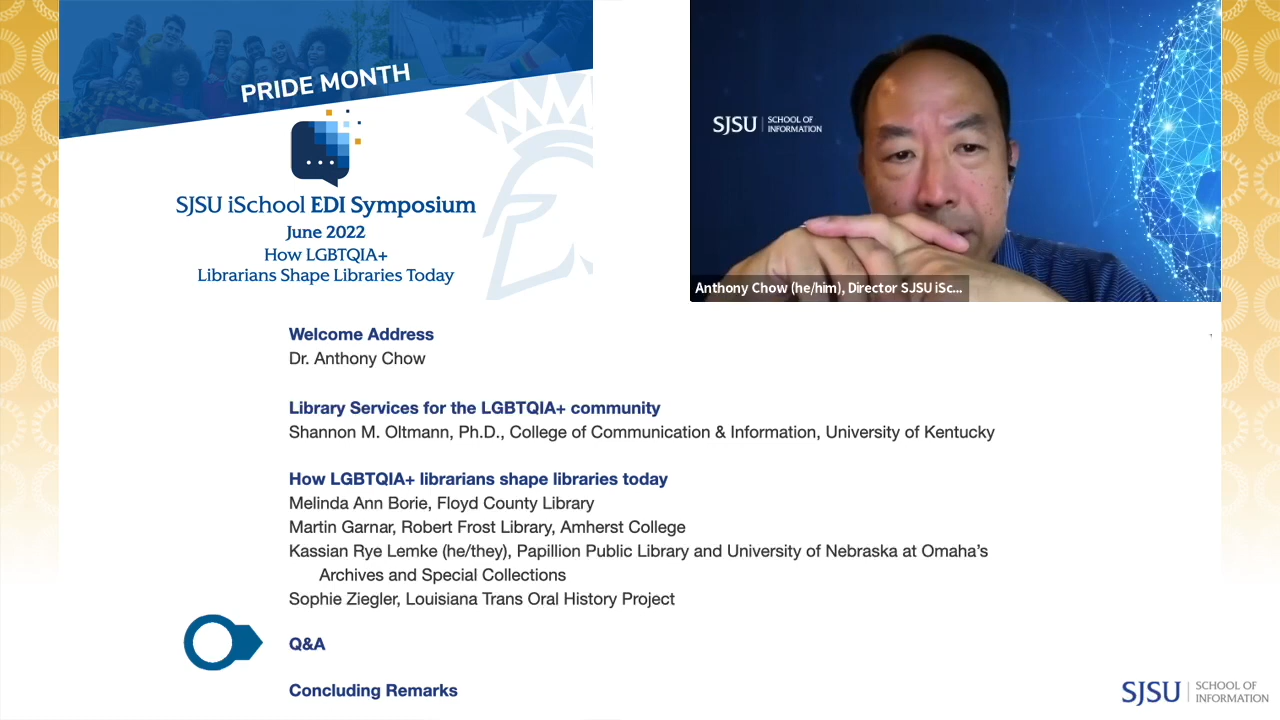 PRIDE MONTH
SJSU iSchool EDI Symposium
June 2022
How LGBTQIA+
Librarians Shape Libraries Today
SJSU | SCHOOL OF
INFORMATION
Anthony Chow (he/him), Director SJSU iSc...
Welcome Address
Dr. Anthony Chow
Library Services for the LGBTQIA+ community
Shannon M. Oltmann, Ph.D., College of Communication & Information, University of Kentucky
How LGBTQIA+ librarians shape libraries today
Melinda Ann Borie, Floyd County Library
Martin Garnar, Robert Frost Library, Amherst College
Kassian Rye Lemke (he/they), Papillion Public Library and University of Nebraska at Omaha's
Archives and Special Collections
Sophie Ziegler, Louisiana Trans Oral History Project
Q&A
Concluding Remarks
SJSU | SCHOOL OF
INFORMATION